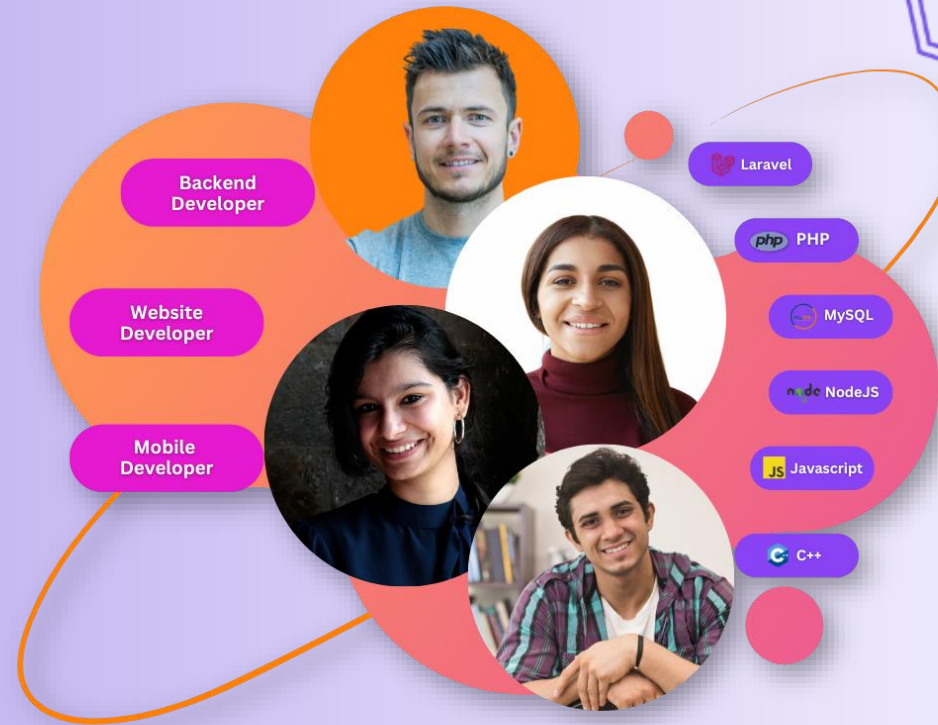 Backend
Developer
Website
Developer
Mobile
Developer
Laravel
php PHP
MySQL
node NodeJS
JS Javascript
C++